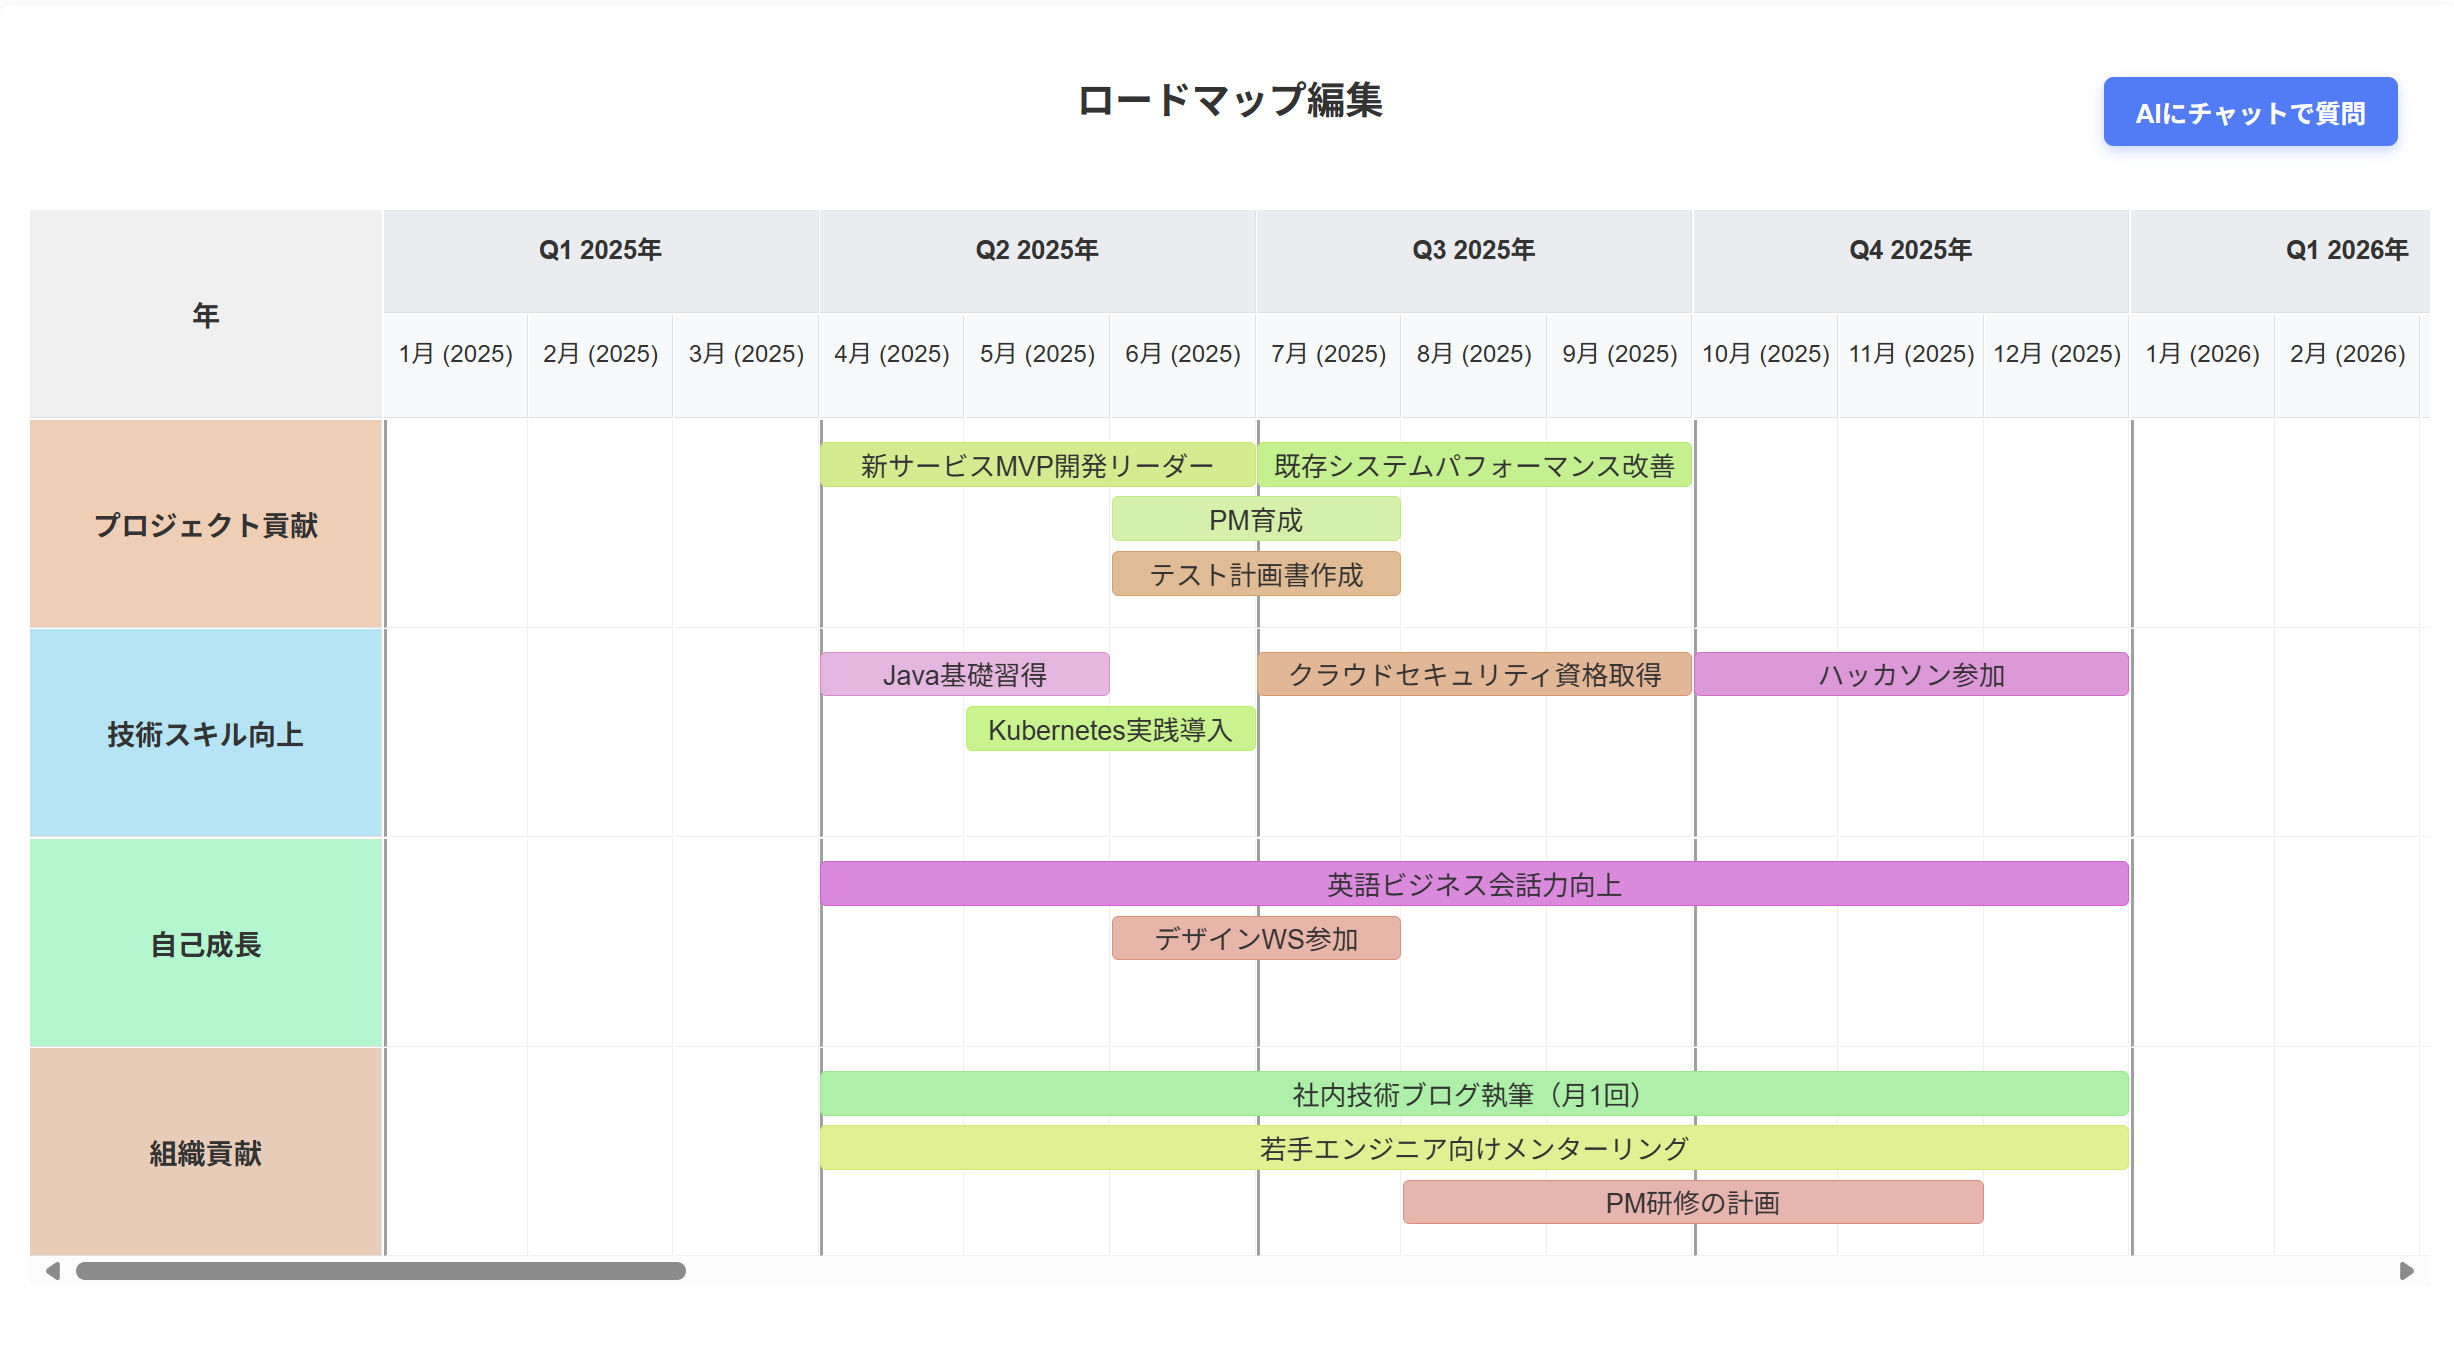 ロードマップ編集
AIにチャットで質問
年
Q1 2025年
Q2 2025年
Q3 2025年
Q4 2025年
Q1 2026年
1月 (2025)
2月 (2025)
3月 (2025)
4月 (2025)
5月 (2025)
6月 (2025)
7月 (2025)
8月 (2025)
9月 (2025)
10月 (2025)
11月 (2025)
12月 (2025)
1月 (2026)
2月 (2026)
プロジェクト貢献
新サービスMVP開発リーダー
既存システムパフォーマンス改善
PM育成
テスト計画書作成
技術スキル向上
Java基礎習得
クラウドセキュリティ資格取得
ハッカソン参加
Kubernetes実践導入
自己成長
英語ビジネス会話力向上
デザインWS参加
組織貢献
社内技術ブログ執筆（月1回）
若手エンジニア向けメンターリング
PM研修の計画